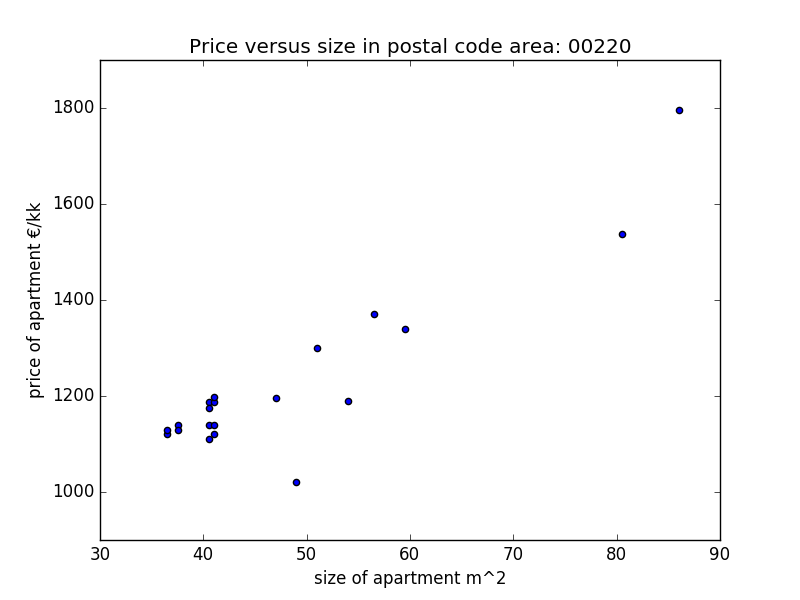 Price versus size in postal code area: 00220
1800
1600
1400
1200
1000
price of apartment €/kk
30 40 50 60 70 80 90
size of apartment m^2